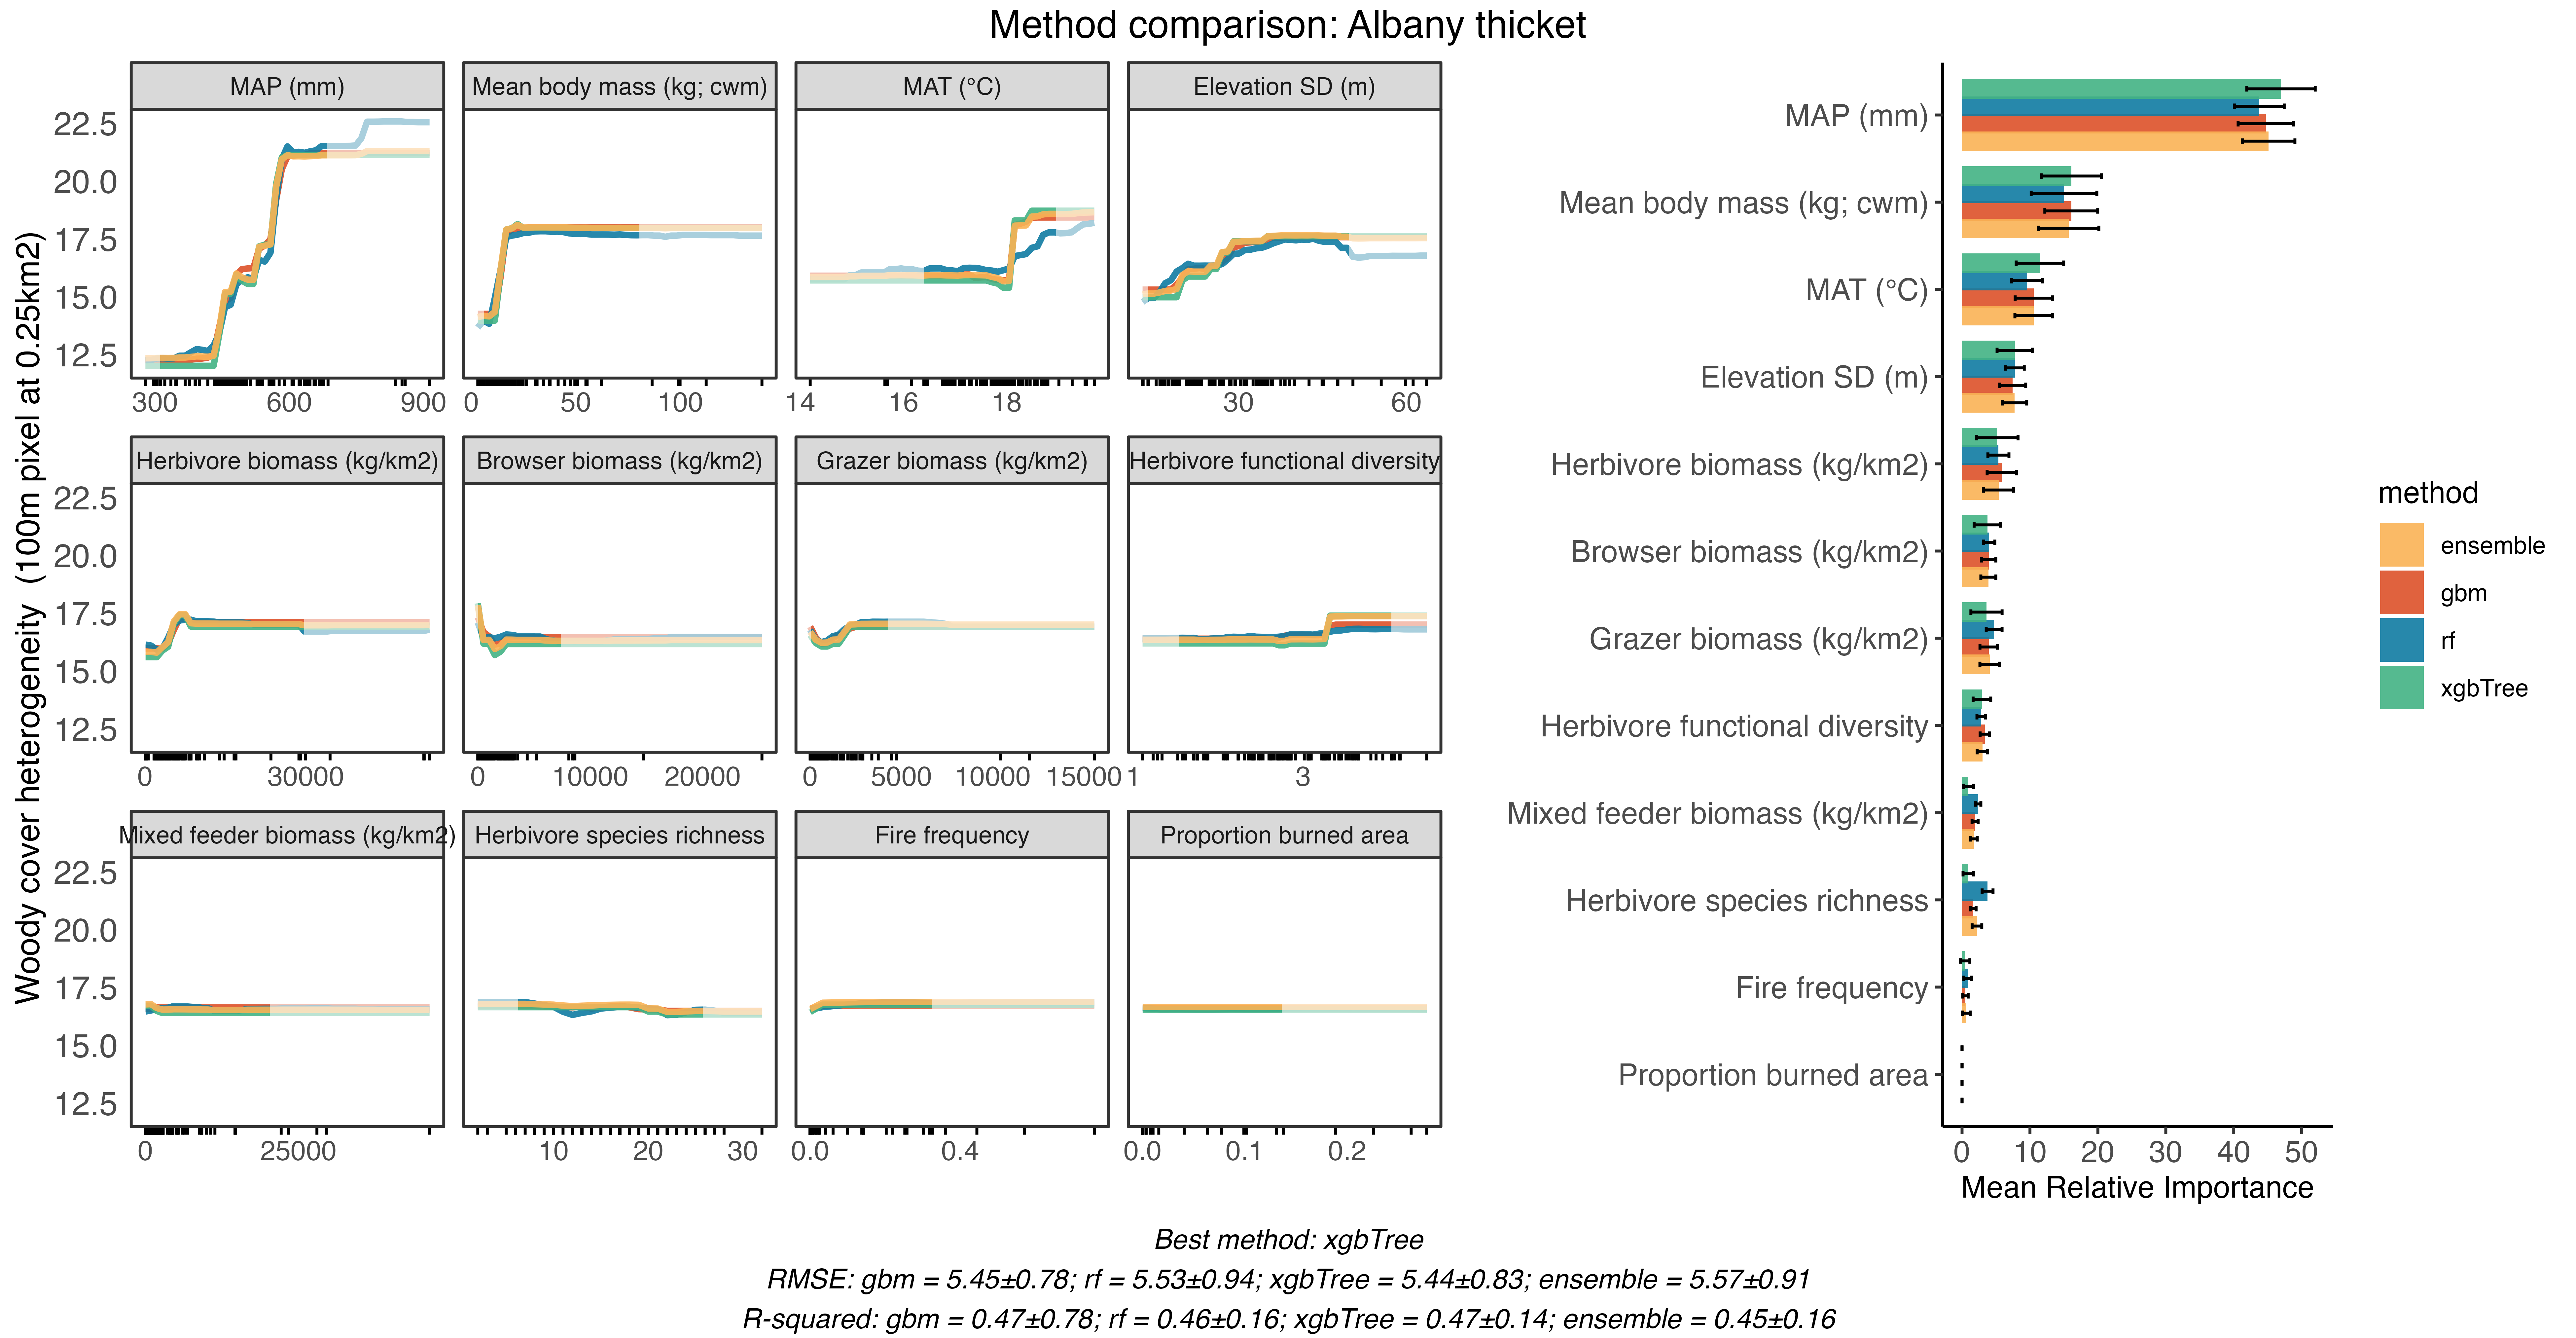 Method comparison: Albany thicket
Woody cover heterogeneity (100m pixel at 0.25km2)
MAP (mm)
Mean body mass (kg; cwm)
MAT (°C)
Elevation SD (m)
22.5
20.0
17.5
15.0
12.5
300 600 900
0 50 100
14 16 18
30 60
Herbivore biomass (kg/km2)
Browser biomass (kg/km2)
Grazer biomass (kg/km2)
Herbivore functional diversity
22.5
20.0
17.5
15.0
12.5
0 30000
0 10000 20000
0 5000 10000 15000
1 3
Mixed feeder biomass (kg/km2)
Herbivore species richness
Fire frequency
Proportion burned area
22.5
20.0
17.5
15.0
12.5
0 25000
10 20 30
0.0 0.4
0.0 0.1 0.2
MAP (mm)
Mean body mass (kg; cwm)
MAT (°C)
Elevation SD (m)
Herbivore biomass (kg/km2)
Browser biomass (kg/km2)
Grazer biomass (kg/km2)
Herbivore functional diversity
Mixed feeder biomass (kg/km2)
Herbivore species richness
Fire frequency
Proportion burned area
0 10 20 30 40 50
Mean Relative Importance
method
ensemble
gbm
rf
xgbTree
Best method: xgbTree
RMSE: gbm = 5.45±0.78; rf = 5.53±0.94; xgbTree = 5.44±0.83; ensemble = 5.57±0.91
R-squared: gbm = 0.47±0.78; rf = 0.46±0.16; xgbTree = 0.47±0.14; ensemble = 0.45±0.16